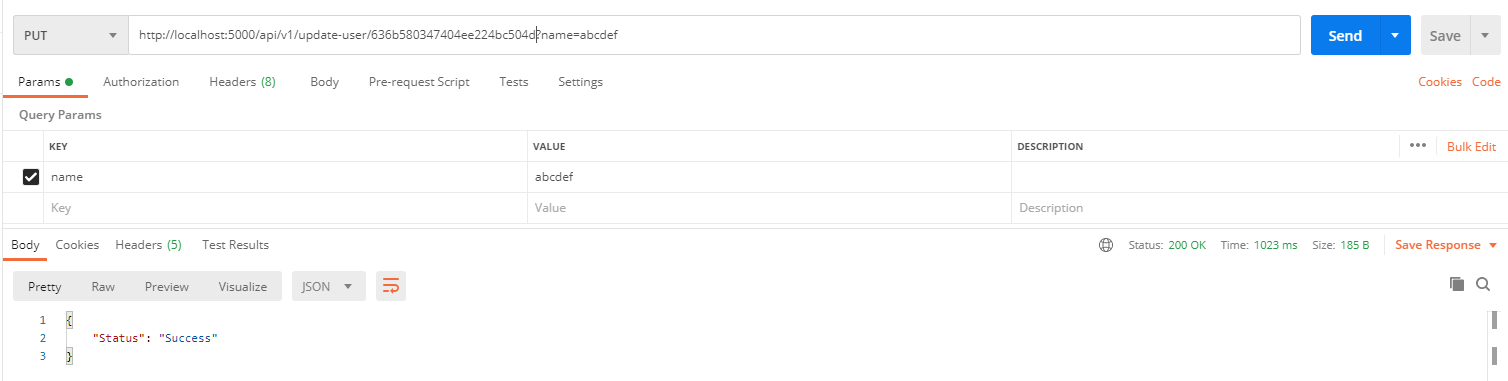 PUT http://localhost:5000/api/v1/update-user/636b580347404ee224bc504d?name=abcdef Send Save
Params Authorization Headers (8) Body Pre-request Script Tests Settings Cookies Code
Query Params
KEY VALUE DESCRIPTION ••• Bulk Edit
name abcdef
Key Value Description
Body Cookies Headers (5) Test Results Status: 200 OK Time: 1023 ms Size: 185 B Save Response
Pretty Raw Preview Visualize JSON
1 {
2 "Status": "Success"
3 }